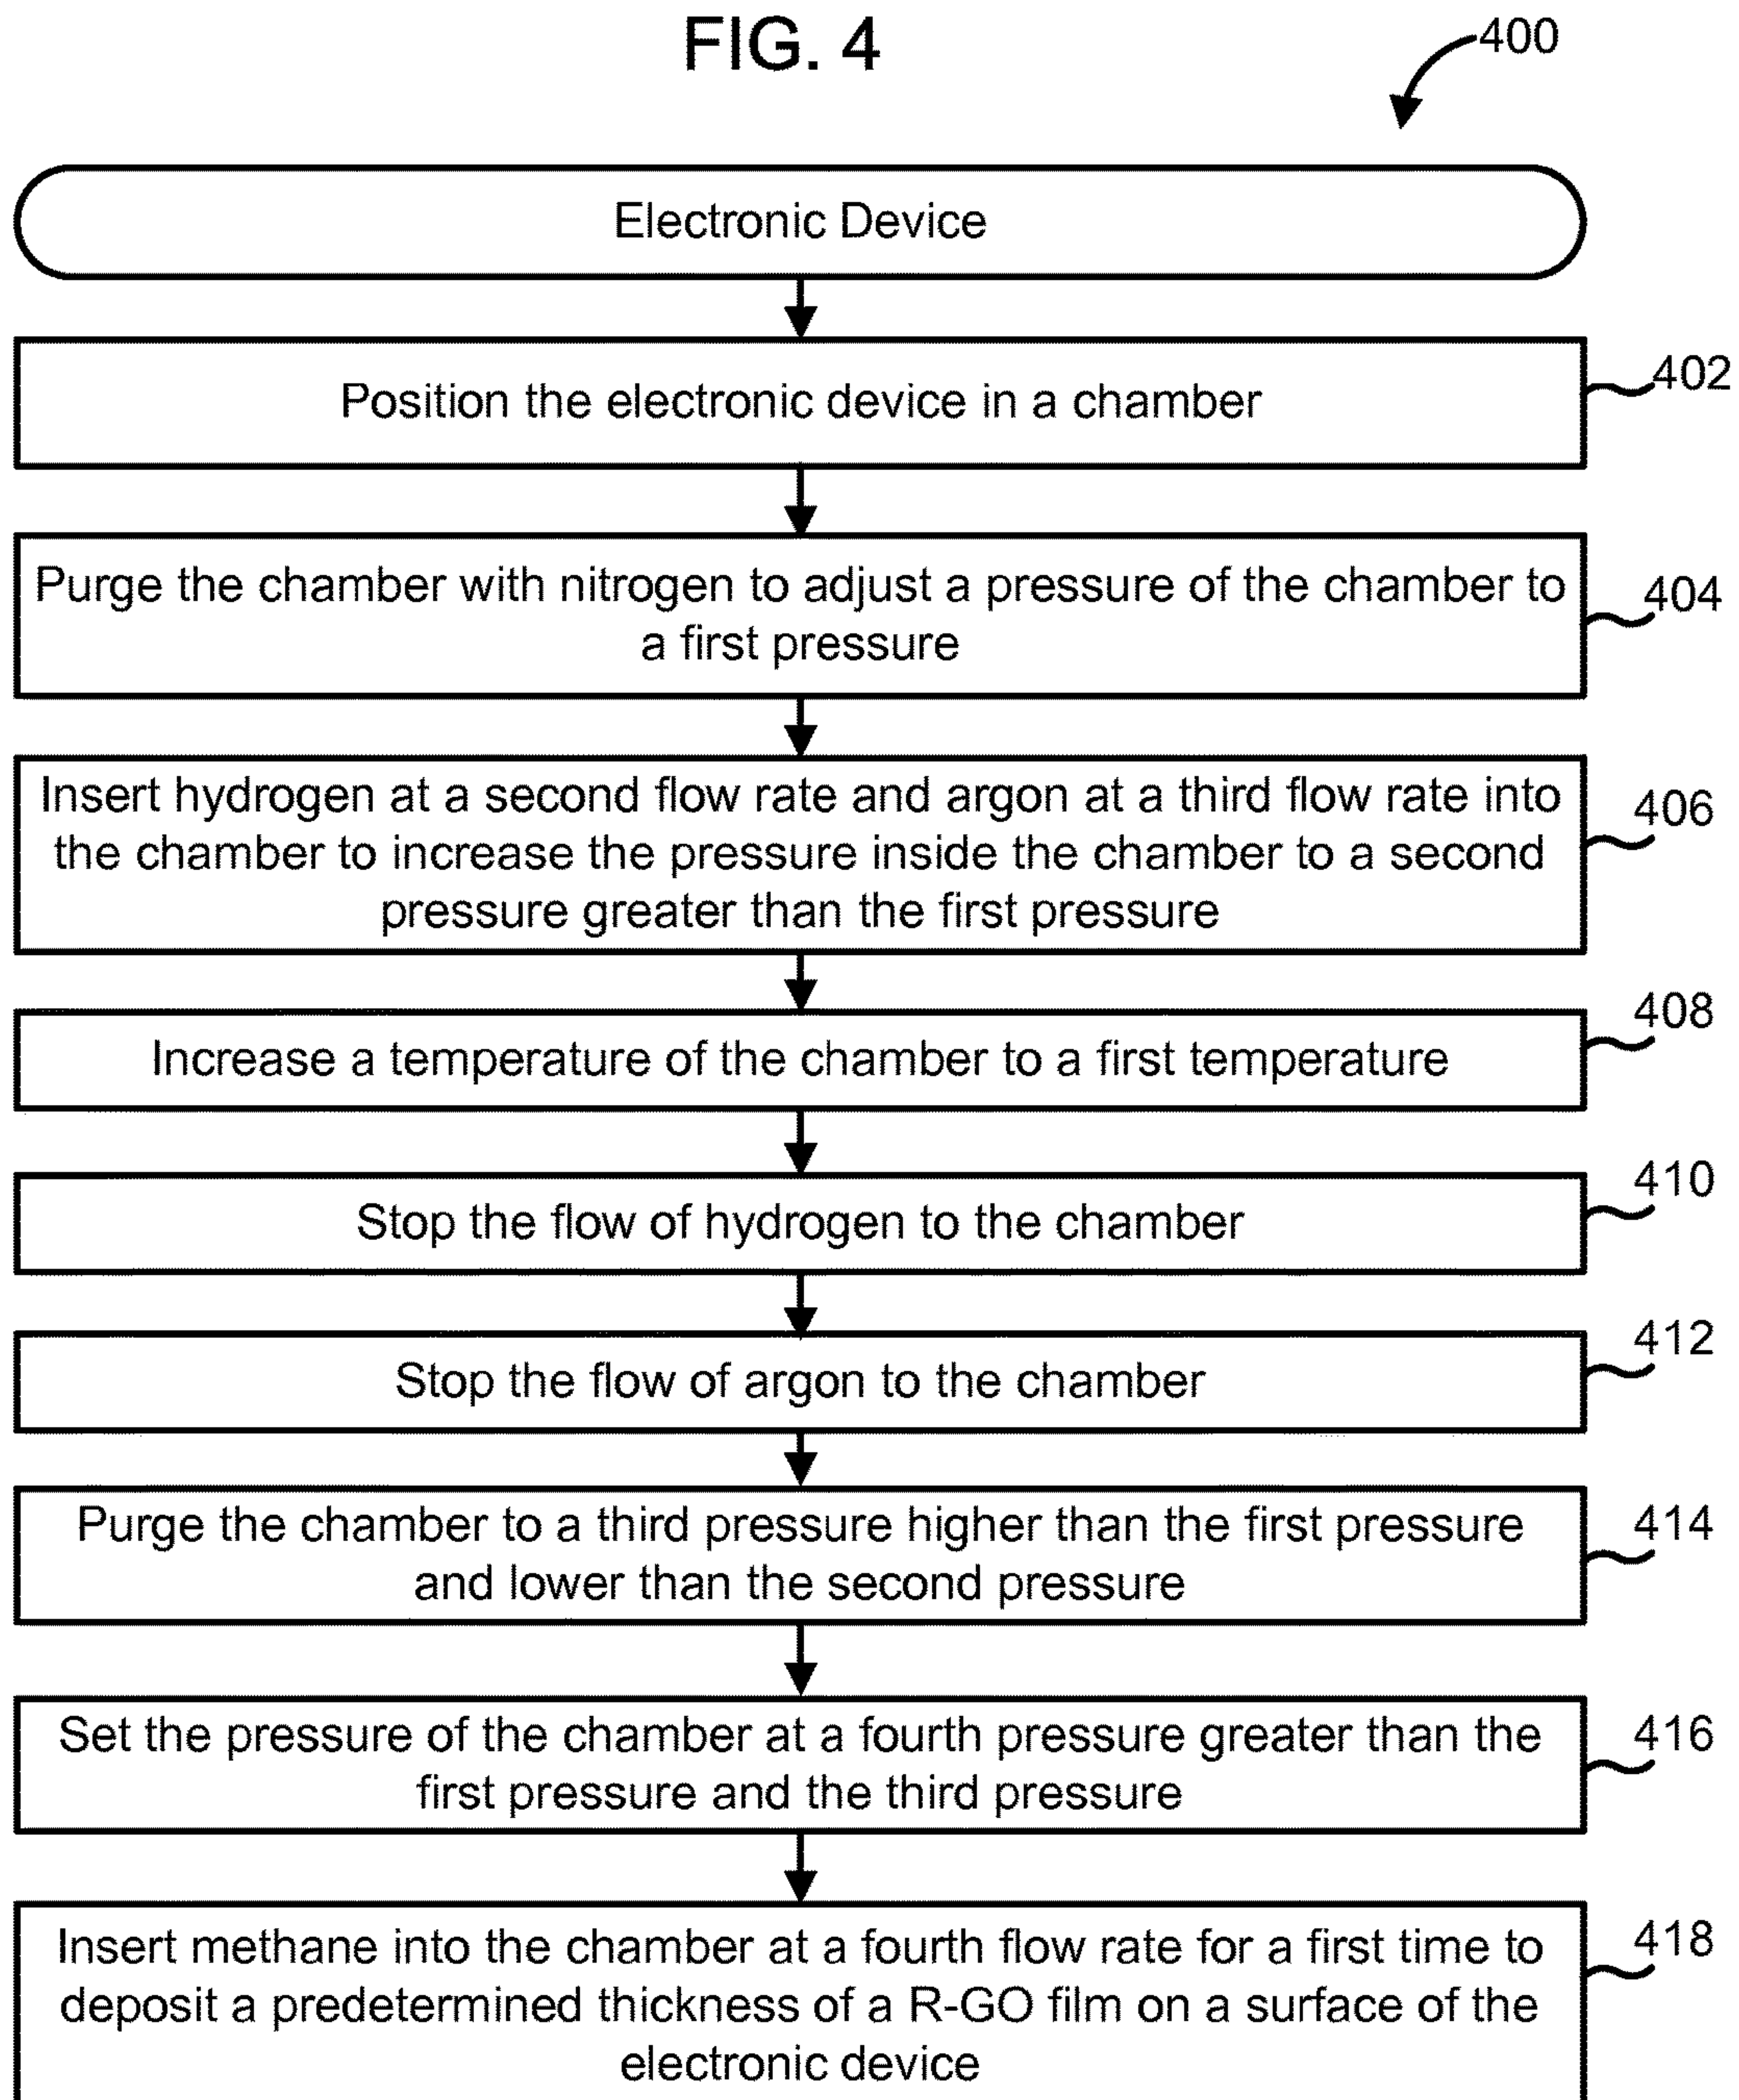 FIG. 4
400
Electronic Device
Position the electronic device in a chamber
402
Purge the chamber with nitrogen to adjust a pressure of the chamber to
a first pressure
404
Insert hydrogen at a second flow rate and argon at a third flow rate into
the chamber to increase the pressure inside the chamber to a second
pressure greater than the first pressure
406
Increase a temperature of the chamber to a first temperature
408
Stop the flow of hydrogen to the chamber
410
Stop the flow of argon to the chamber
412
Purge the chamber to a third pressure higher than the first pressure
and lower than the second pressure
414
Set the pressure of the chamber at a fourth pressure greater than the
first pressure and the third pressure
416
Insert methane into the chamber at a fourth flow rate for a first time to
deposit a predetermined thickness of a R-GO film on a surface of the
electronic device
418